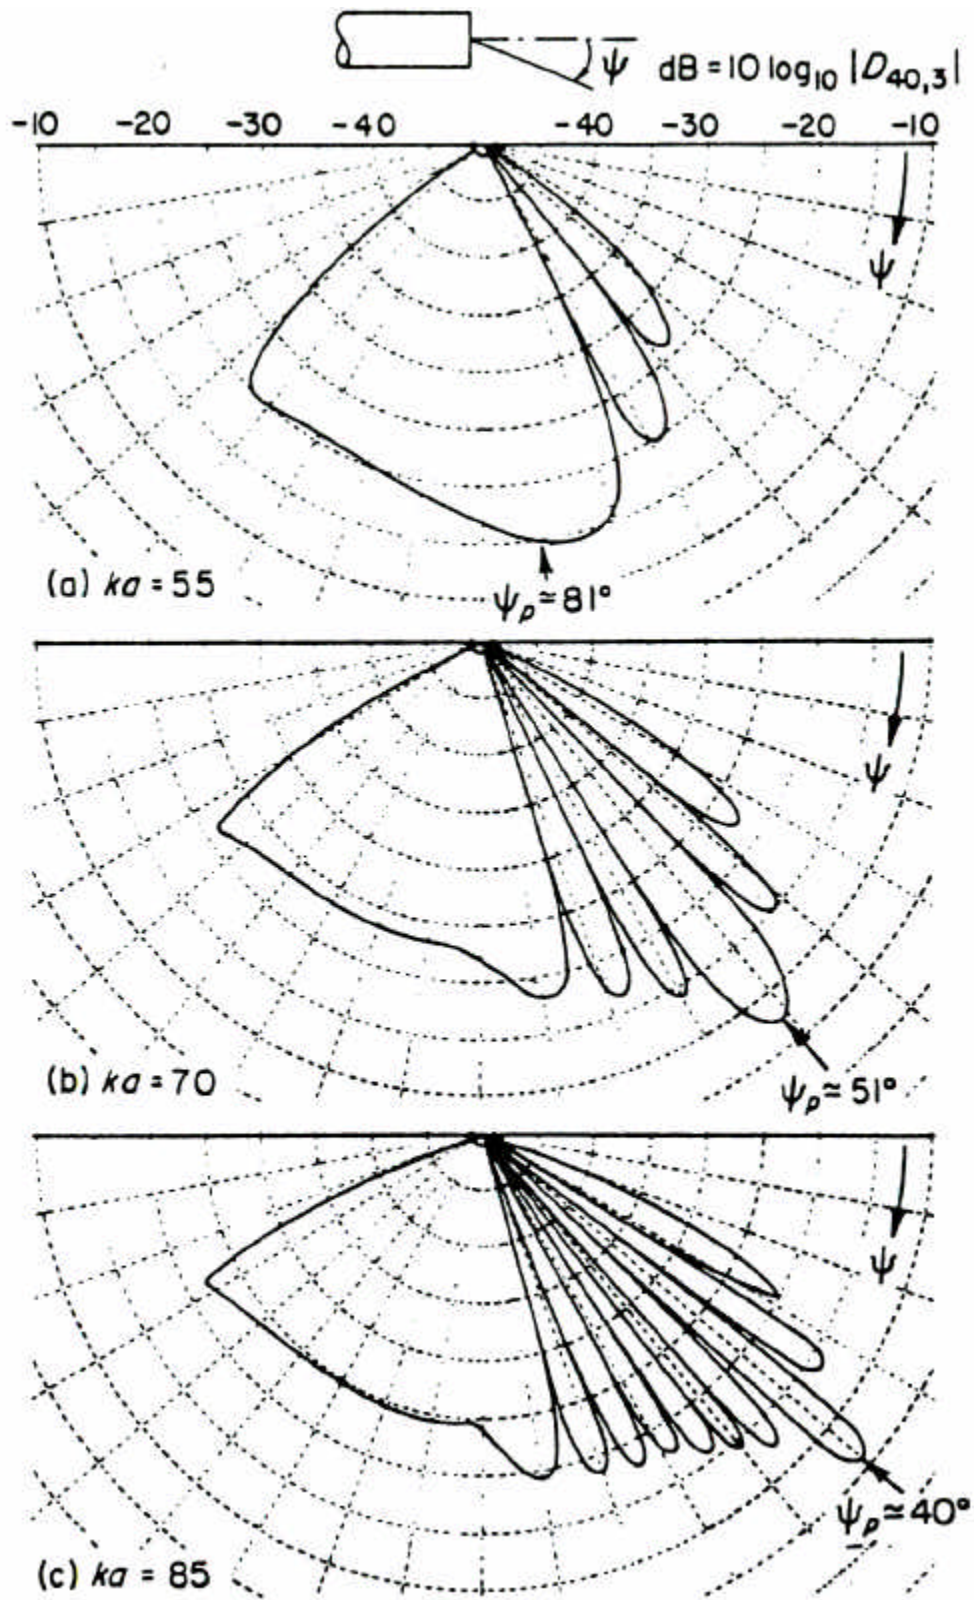 ψ dB = 10 log₁₀ |D₄₀,₃|
-10 -20 -30 -40 -40 -30 -20 -10
ψ
(a) ka = 55
ψₚ ≃ 81°
ψ
(b) ka = 70
ψₚ ≃ 51°
ψ
ψₚ ≃ 40°
(c) ka = 85